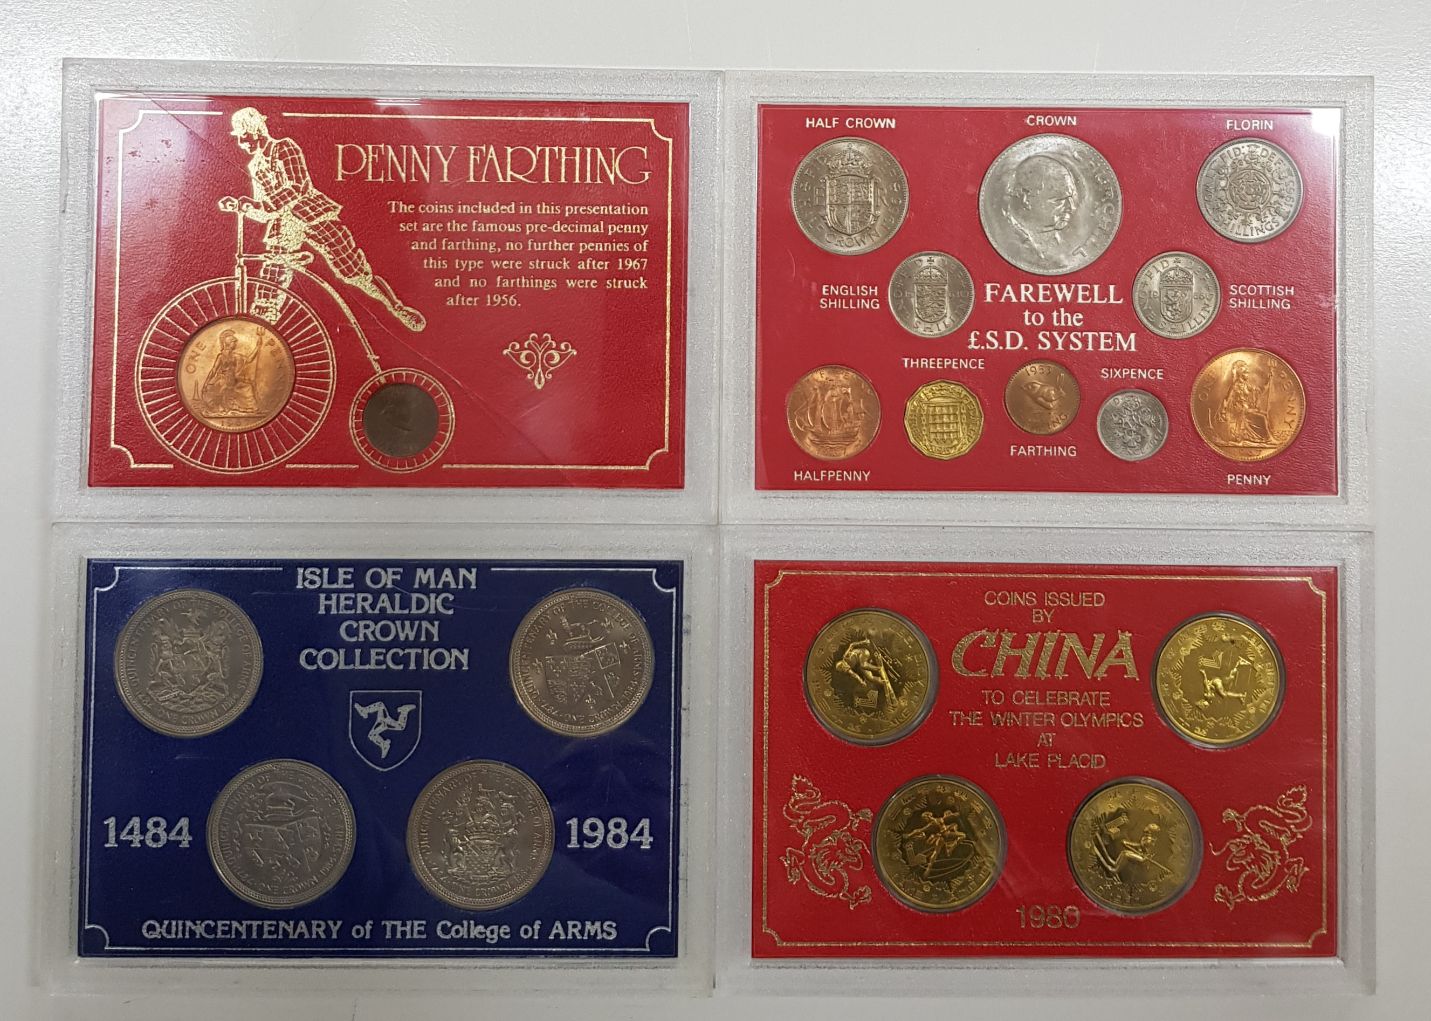 PENNY FARTHING
The coins included in this presentation
set are the famous pre-decimal penny
and farthing, no further pennies of
this type were struck after 1967
and no farthings were struck
after 1956.
ONE PENNY
HALF CROWN
CROWN
FLORIN
ENGLISH
SHILLING
FAREWELL
to the
£.S.D. SYSTEM
SCOTTISH
SHILLING
THREEPENCE
SIXPENCE
FARTHING
HALFPENNY
PENNY
ONE PENNY
ISLE OF MAN
HERALDIC
CROWN
COLLECTION
1484
1984
QUINCENTENARY of THE College of ARMS
COINS ISSUED
BY
CHINA
TO CELEBRATE
THE WINTER OLYMPICS
AT
LAKE PLACID
1980